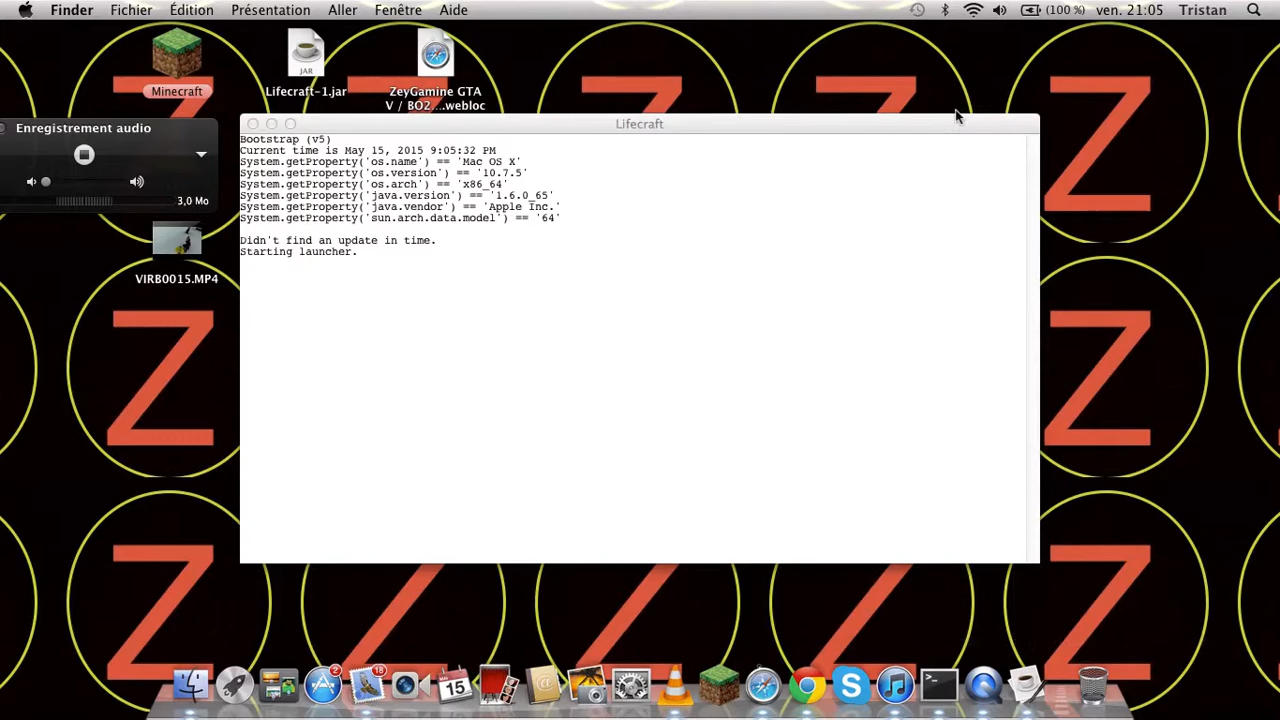 Finder Fichier Édition Présentation Aller Fenêtre Aide (100 %) ven. 21:05 Tristan
Minecraft
JAR
Lifecraft-1.jar
ZeyGamine GTA
V / BO2 ...webloc
Enregistrement audio
3,0 Mo
VIRB0015.MP4
Lifecraft
Bootstrap (v5)
Current time is May 15, 2015 9:05:32 PM
System.getProperty('os.name') == 'Mac OS X'
System.getProperty('os.version') == '10.7.5'
System.getProperty('os.arch') == 'x86_64'
System.getProperty('java.version') == '1.6.0_65'
System.getProperty('java.vendor') == 'Apple Inc.'
System.getProperty('sun.arch.data.model') == '64'
Didn't find an update in time.
Starting launcher.
Z Z Z Z Z
Z Z
Z Z Z Z Z
2
18
15
>_